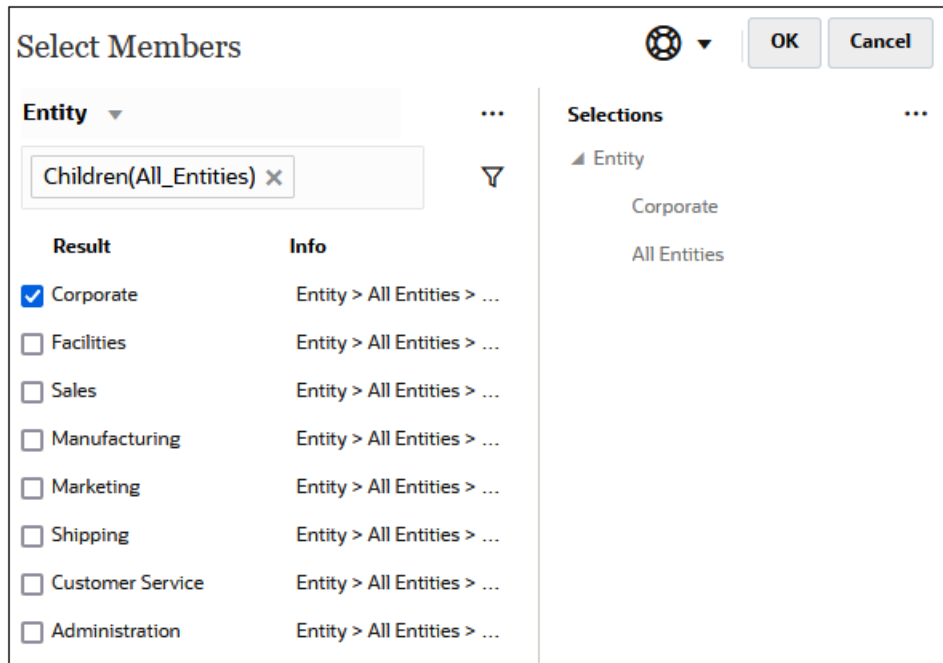 Select Members
OK
Cancel
Entity
...
Children(All_Entities) ×
Result Info
Corporate Entity > All Entities > ...
Facilities Entity > All Entities > ...
Sales Entity > All Entities > ...
Manufacturing Entity > All Entities > ...
Marketing Entity > All Entities > ...
Shipping Entity > All Entities > ...
Customer Service Entity > All Entities > ...
Administration Entity > All Entities > ...
Selections
...
Entity
Corporate
All Entities